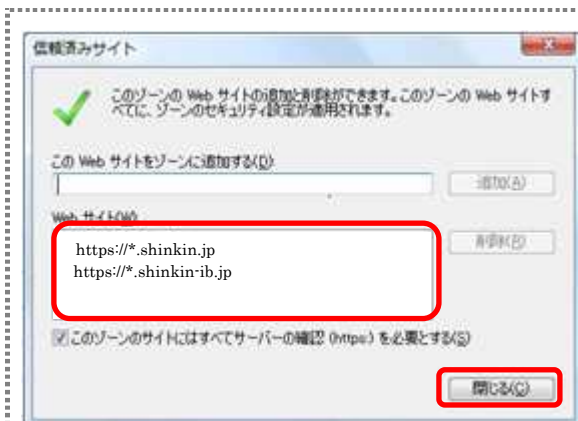 信頼済みサイト
このゾーンの Web サイトの追加と削除ができます。このゾーンの Web サイトす
べてに、ゾーンのセキュリティ設定が適用されます。
この Web サイトをゾーンに追加する(D)
追加(A)
Web サイト(W)
https://*.shinkin.jp
https://*.shinkin-ib.jp
削除(R)
このゾーンのサイトにはすべてサーバーの確認 (https:) を必要とする(S)
閉じる(C)